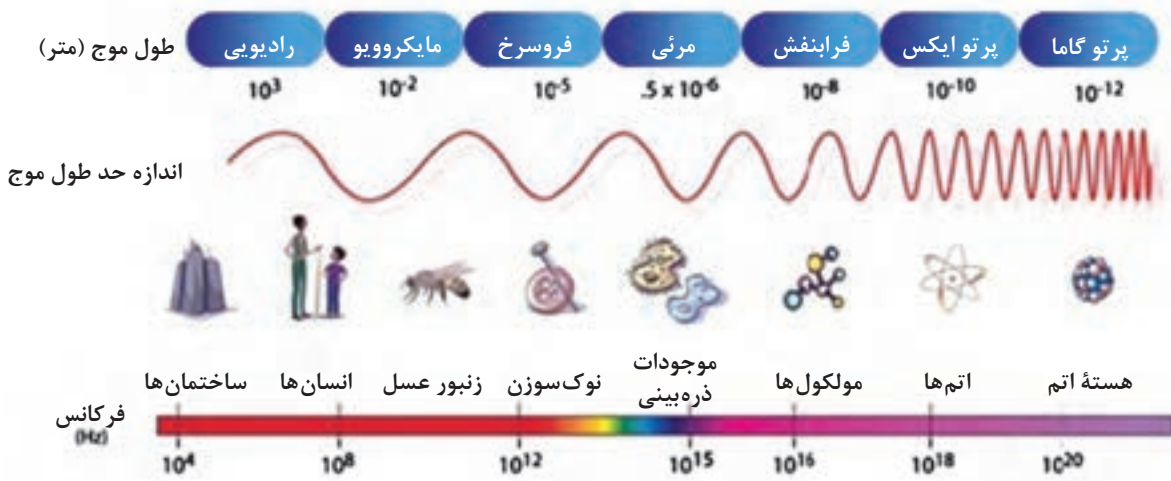 طول موج (متر) رادیویی مایکروویو فروسرخ مرئی فرابنفش پرتو ایکس پرتو گاما
10³ 10⁻² 10⁻⁵ .5 x 10⁻⁶ 10⁻⁸ 10⁻¹⁰ 10⁻¹²
اندازه حد طول موج
ساختمان‌ها انسان‌ها زنبور عسل نوک‌سوزن موجودات ذره‌بینی مولکول‌ها اتم‌ها هستهٔ اتم
فرکانس
(Hz)
10⁴ 10⁸ 10¹² 10¹⁵ 10¹⁶ 10¹⁸ 10²⁰